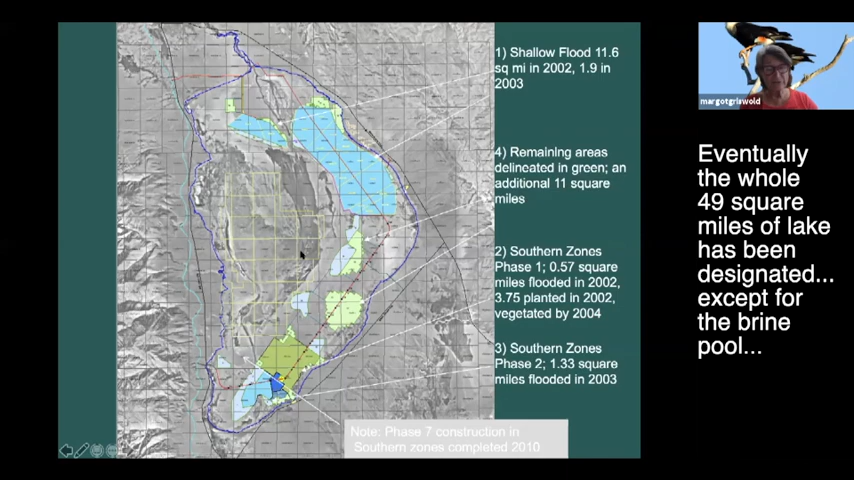 1) Shallow Flood 11.6
sq mi in 2002, 1.9 in
2003
4) Remaining areas
delineated in green; an
additional 11 square
miles
2) Southern Zones
Phase 1; 0.57 square
miles flooded in 2002,
3.75 planted in 2002,
vegetated by 2004
3) Southern Zones
Phase 2; 1.33 square
miles flooded in 2003
Note: Phase 7 construction in
Southern zones completed 2010
margotgriswold
Eventually
the whole
49 square
miles of lake
has been
designated...
except for
the brine
pool...